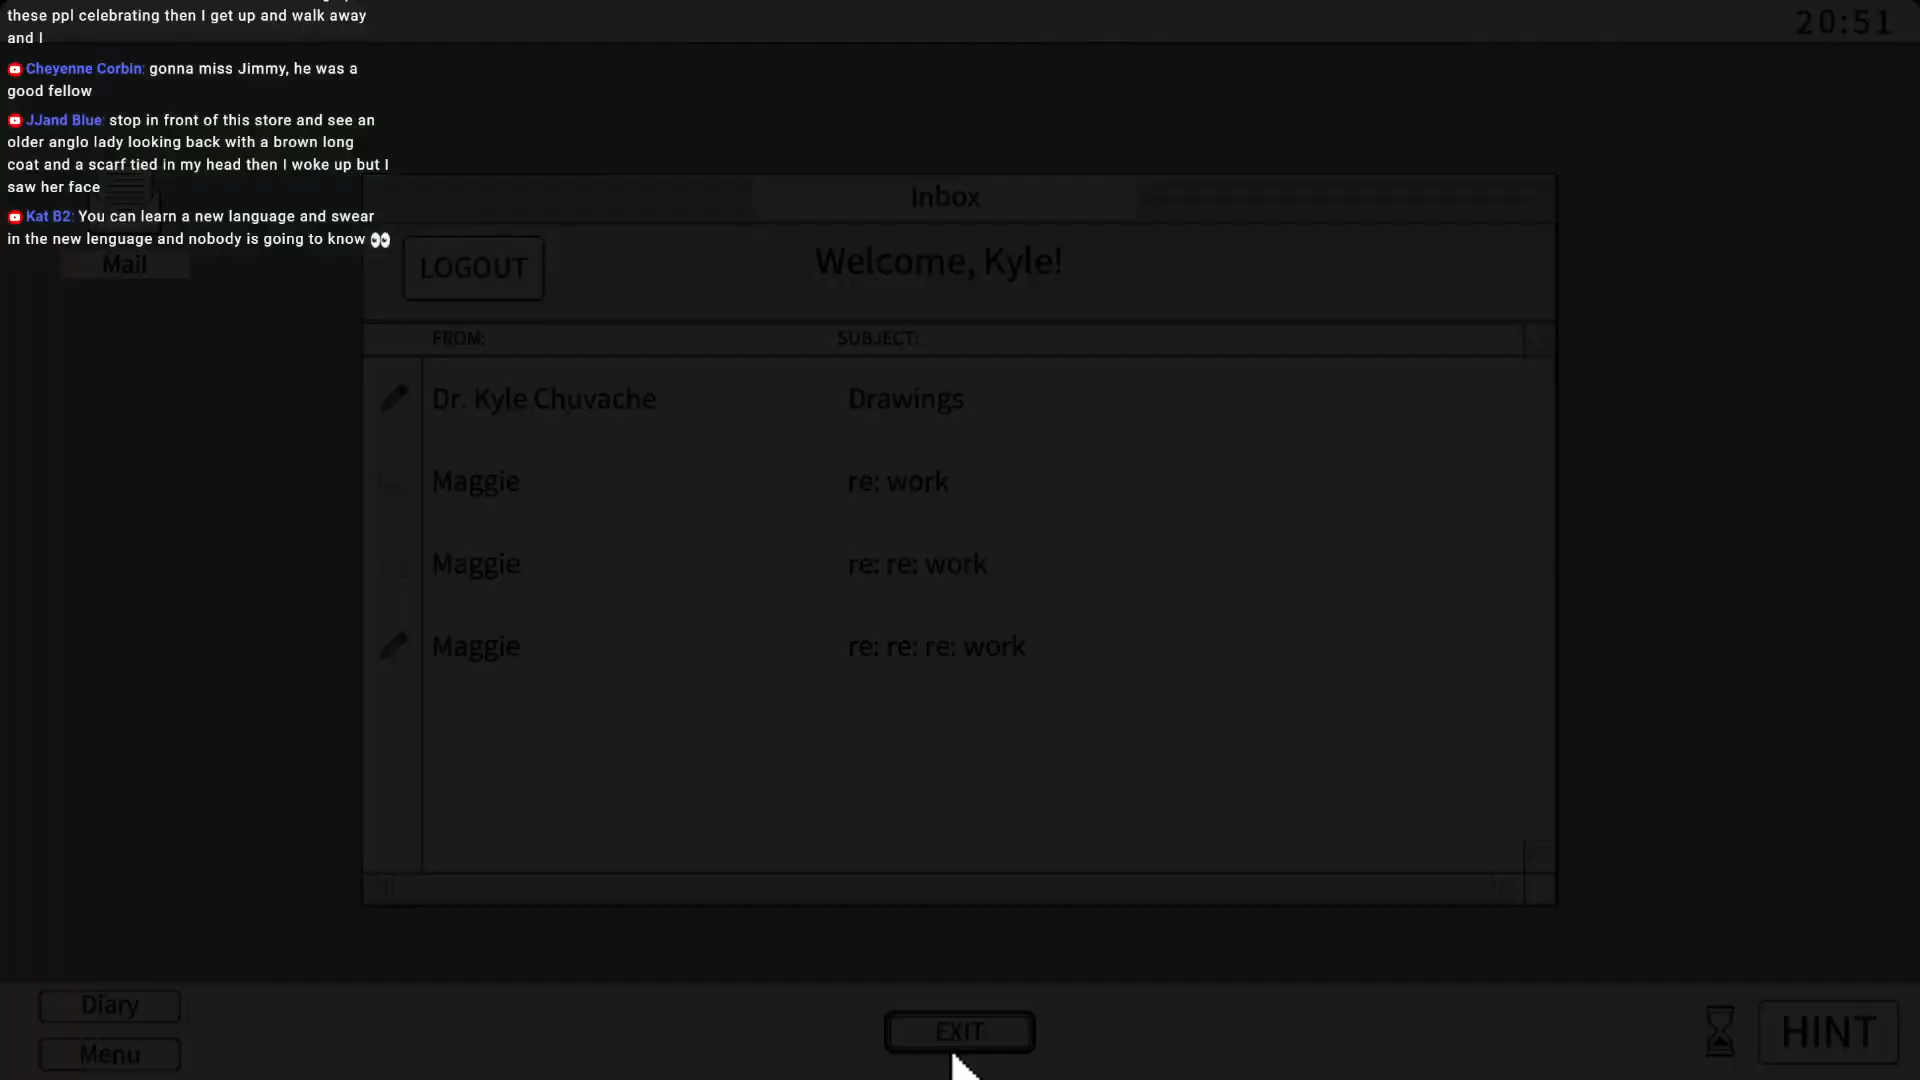 these ppl celebrating then I get up and walk away
and I
20:51
Cheyenne Corbin: gonna miss Jimmy, he was a
good fellow
JJand Blue: stop in front of this store and see an
older anglo lady looking back with a brown long
coat and a scarf tied in my head then I woke up but I
saw her face
Kat B2: You can learn a new language and swear
in the new lenguage and nobody is going to know 👀
Mail
Inbox
LOGOUT
Welcome, Kyle!
FROM:
SUBJECT:
Dr. Kyle Chuvache
Drawings
Maggie
re: work
Maggie
re: re: work
Maggie
re: re: re: work
Diary
Menu
EXIT
HINT